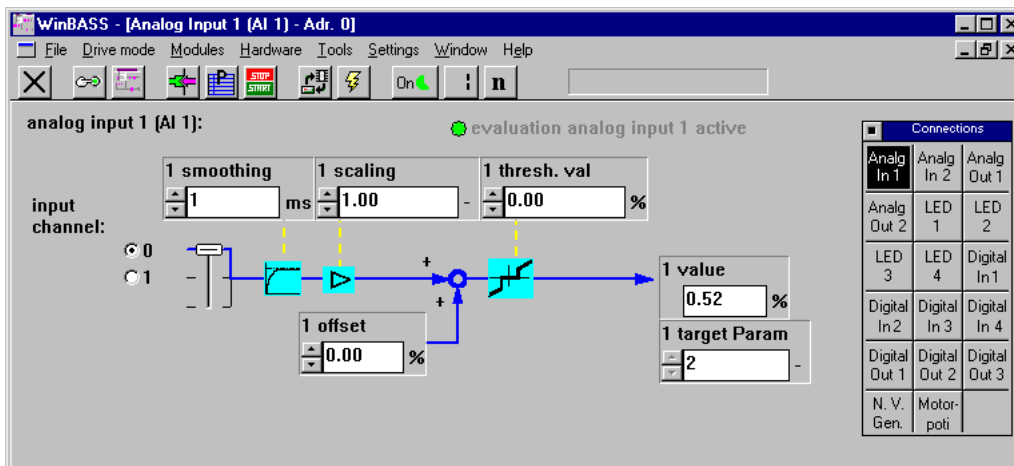 WinBASS - [Analog Input 1 (AI 1) - Adr. 0]
File Drive mode Modules Hardware Tools Settings Window Help
P STOP START On n
analog input 1 (AI 1):
evaluation analog input 1 active
Connections
1 smoothing
1 ms
1 scaling
1.00 -
1 thresh. val
0.00 %
input
channel:
0
1
+
+
1 offset
0.00 %
1 value
0.52 %
1 target Param
2 -
Analg
In 1
Analg
In 2
Analg
Out 1
Analg
Out 2
LED
1
LED
2
LED
3
LED
4
Digital
In1
Digital
In2
Digital
In 3
Digital
In 4
Digital
Out 1
Digital
Out 2
Digital
Out 3
N. V.
Gen.
Motor-
poti